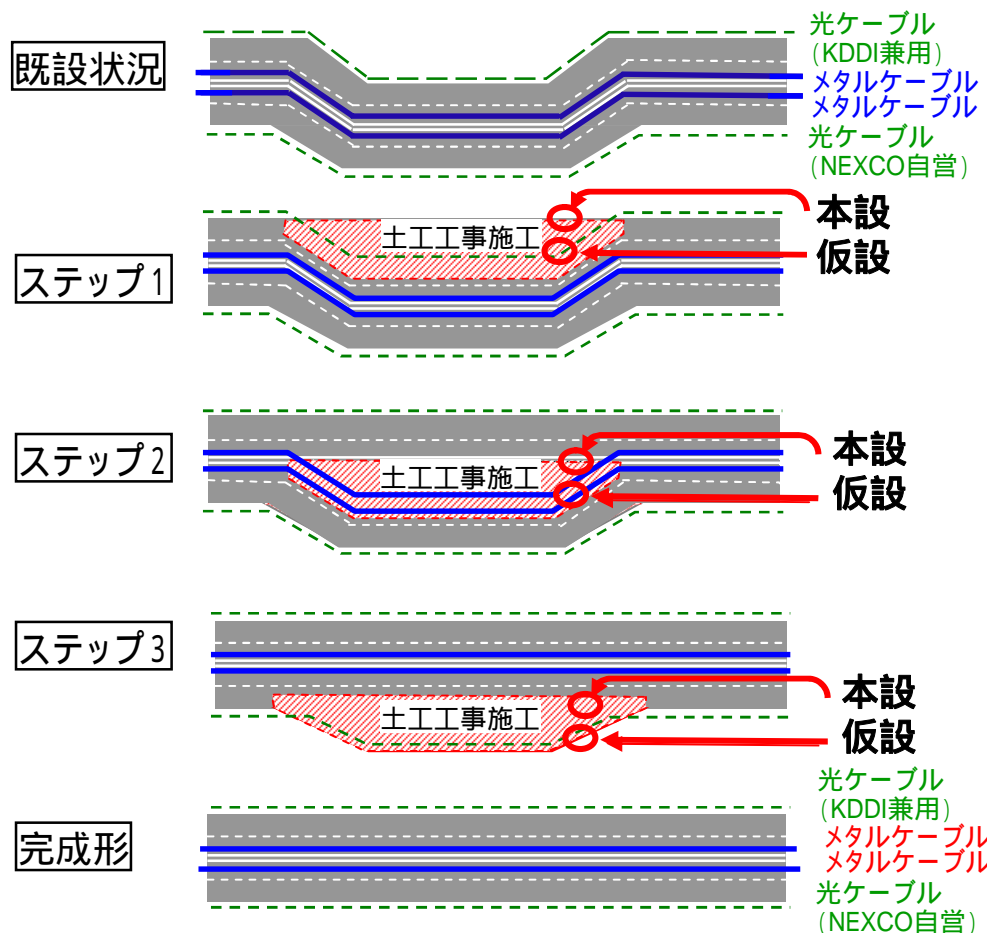 既設状況
光ケーブル
(KDDI兼用)
メタルケーブル
メタルケーブル
光ケーブル
(NEXCO自営)
ステップ1
土工工事施工
本設
仮設
ステップ2
土工工事施工
本設
仮設
ステップ3
土工工事施工
本設
仮設
完成形
光ケーブル
(KDDI兼用)
メタルケーブル
メタルケーブル
光ケーブル
(NEXCO自営)